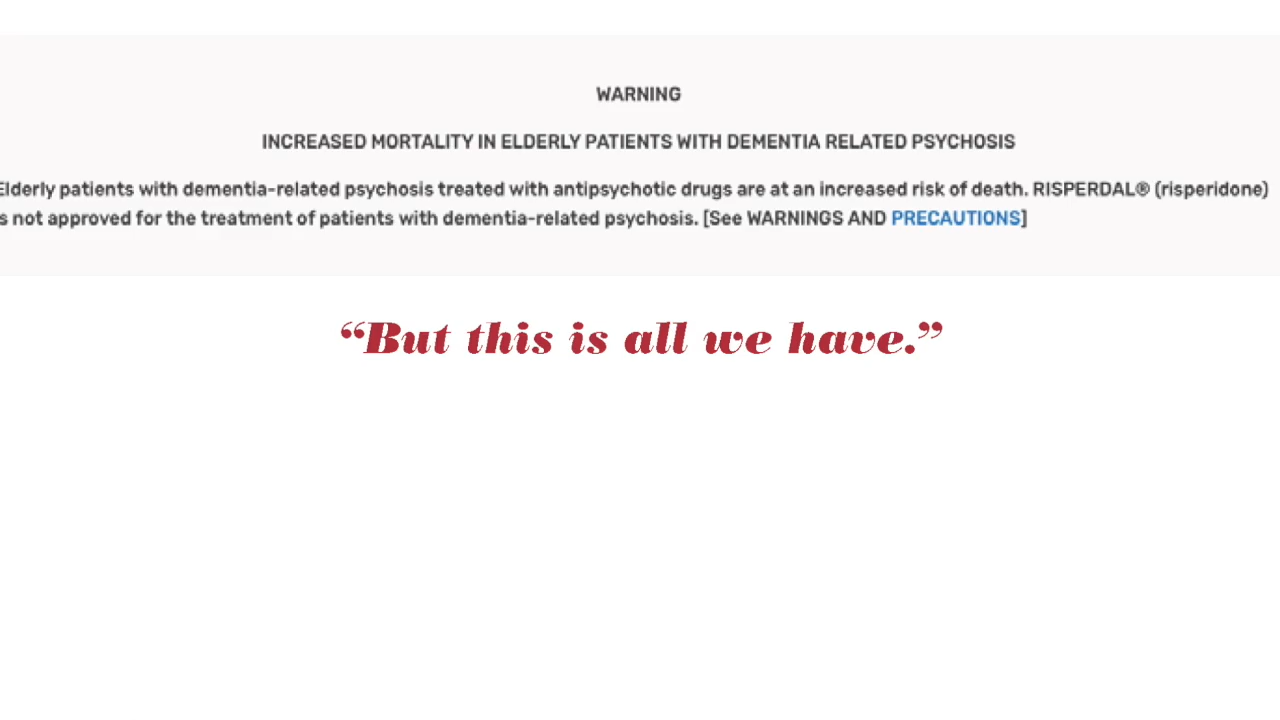 WARNING
INCREASED MORTALITY IN ELDERLY PATIENTS WITH DEMENTIA RELATED PSYCHOSIS
Elderly patients with dementia-related psychosis treated with antipsychotic drugs are at an increased risk of death. RISPERDAL® (risperidone)
s not approved for the treatment of patients with dementia-related psychosis. [See WARNINGS AND PRECAUTIONS]
“But this is all we have.”